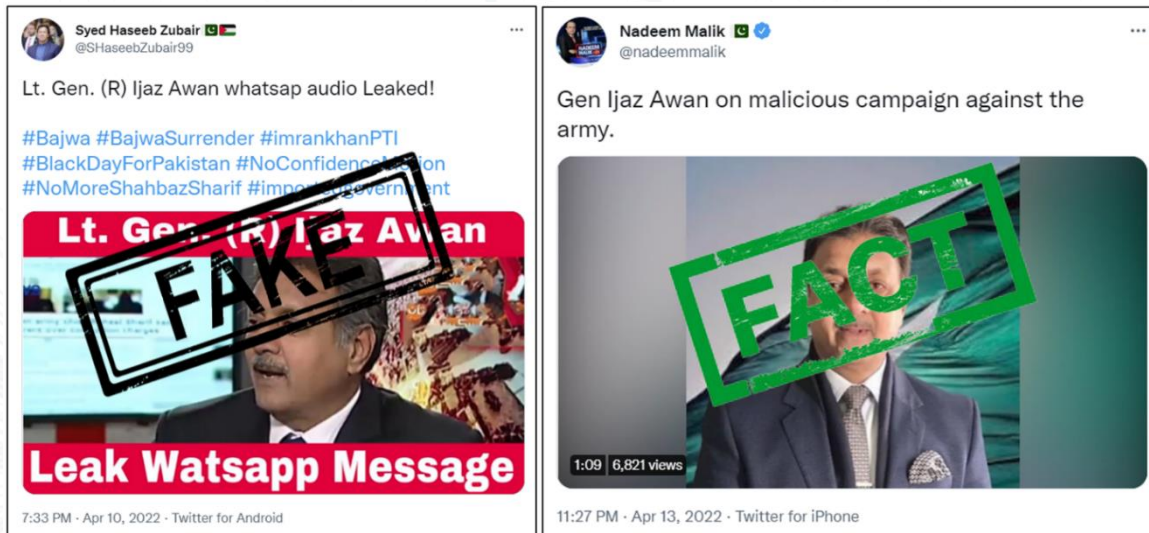 Syed Haseeb Zubair
@SHaseebZubair99
Lt. Gen. (R) Ijaz Awan whatsap audio Leaked!
#Bajwa #BajwaSurrender #imrankhanPTI
#BlackDayForPakistan #NoConfidenceMotion
#NoMoreShahbazSharif #importedgovernment
Lt. Gen. (R) Ijaz Awan
FAKE
Leak Watsapp Message
7:33 PM · Apr 10, 2022 · Twitter for Android
Nadeem Malik
@nadeemmalik
Gen Ijaz Awan on malicious campaign against the
army.
FACT
1:09 6,821 views
11:27 PM · Apr 13, 2022 · Twitter for iPhone